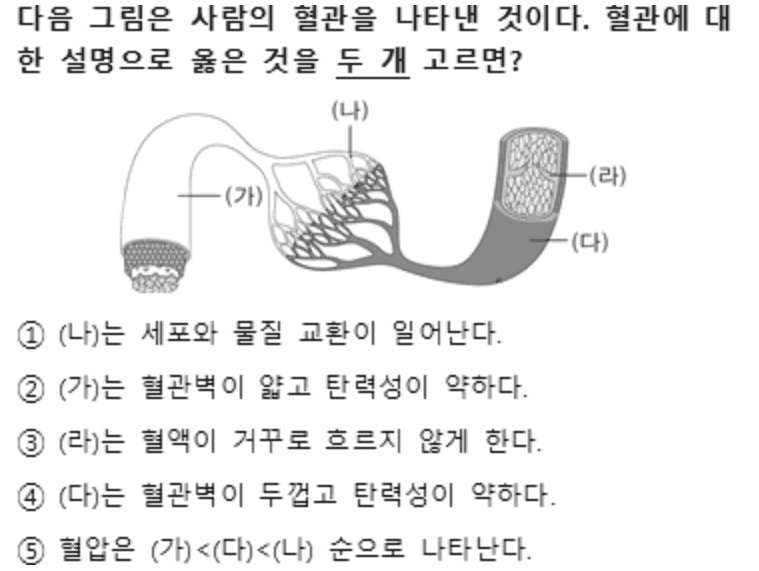 다음 그림은 사람의 혈관을 나타낸 것이다. 혈관에 대
한 설명으로 옳은 것을 두 개 고르면?
(나)
(라)
(가)
(다)
① (나)는 세포와 물질 교환이 일어난다.
② (가)는 혈관벽이 얇고 탄력성이 약하다.
③ (라)는 혈액이 거꾸로 흐르지 않게 한다.
④ (다)는 혈관벽이 두껍고 탄력성이 약하다.
⑤ 혈압은 (가)<(다)<(나) 순으로 나타난다.